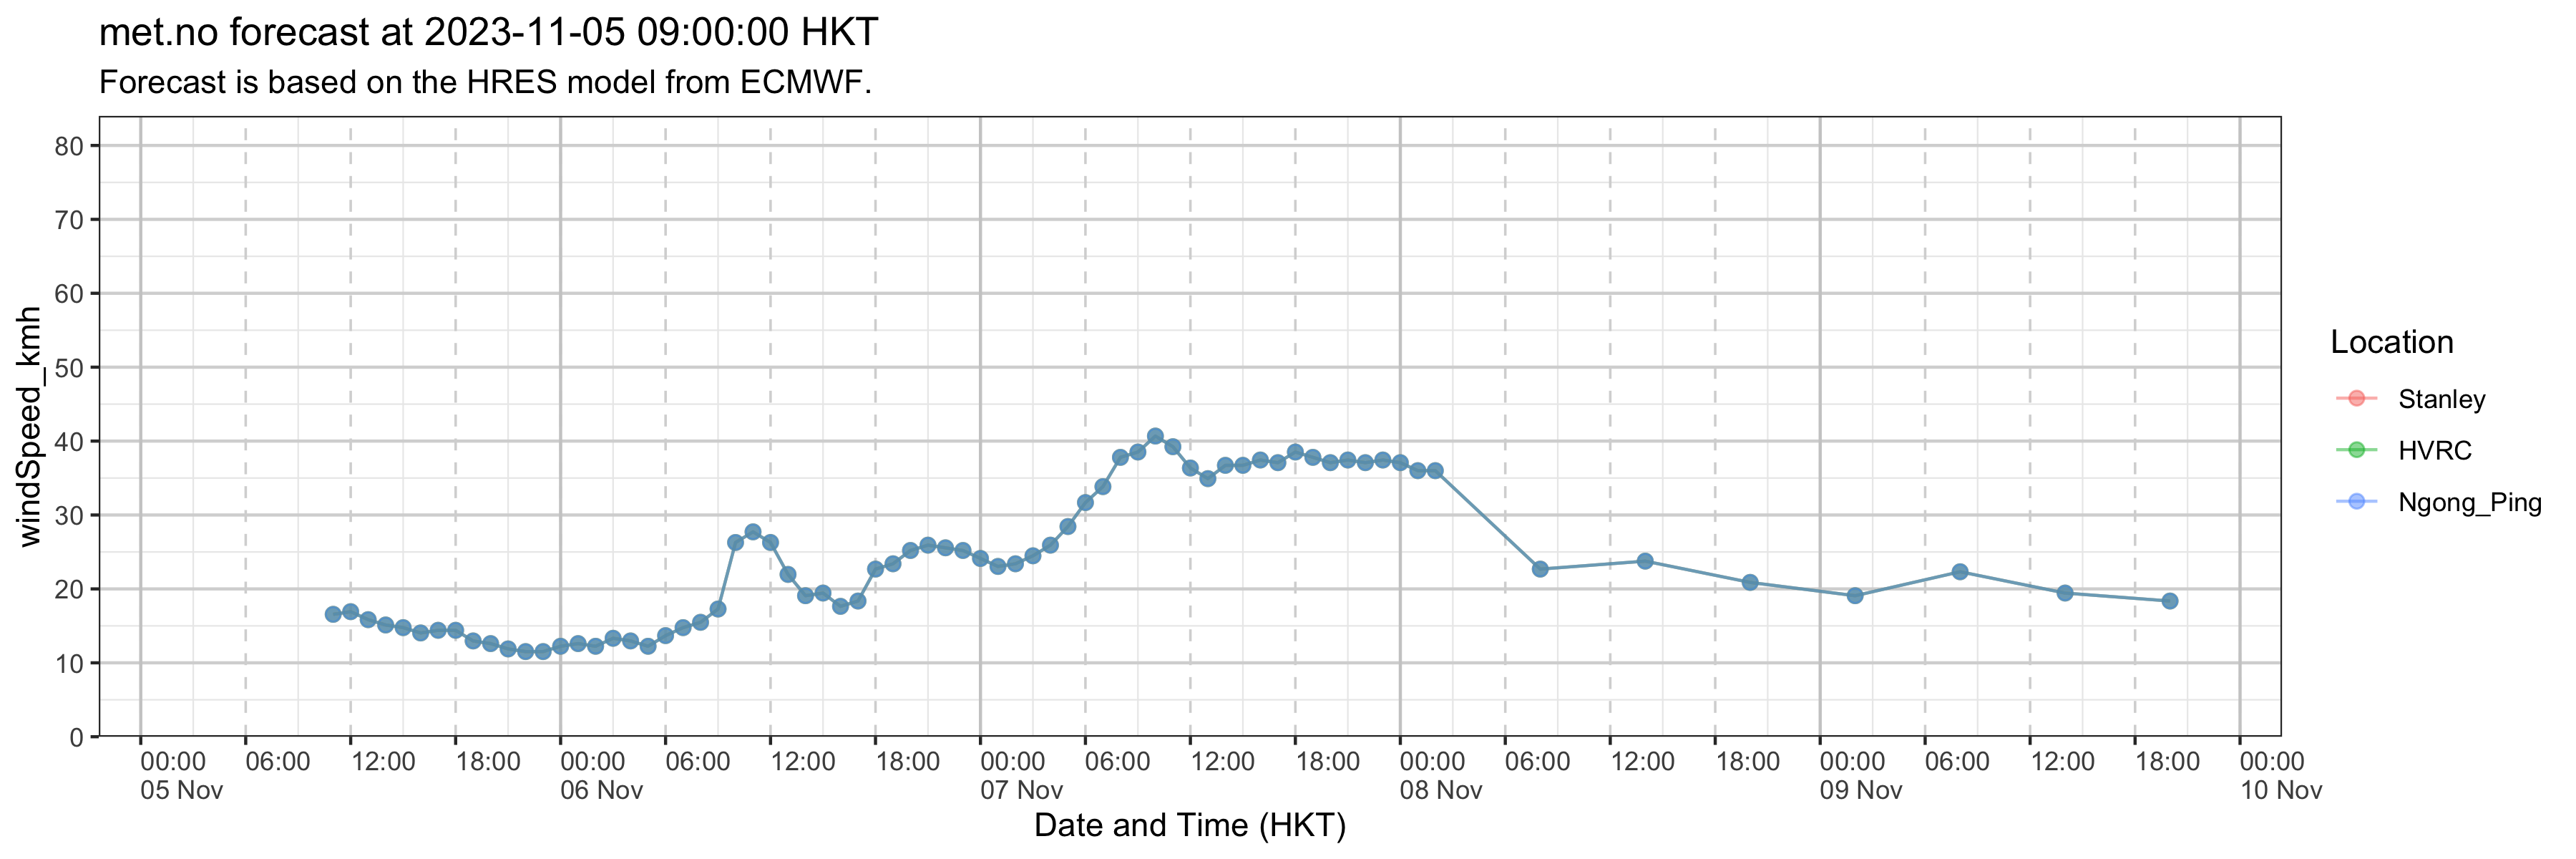 met.no forecast at 2023-11-05 09:00:00 HKT
Forecast is based on the HRES model from ECMWF.
windSpeed_kmh
80
70
60
50
40
30
20
10
0
00:00 06:00 12:00 18:00 00:00 06:00 12:00 18:00 00:00 06:00 12:00 18:00 00:00 06:00 12:00 18:00 00:00 06:00 12:00 18:00 00:00
05 Nov 06 Nov 07 Nov 08 Nov 09 Nov 10 Nov
Date and Time (HKT)
Location
Stanley
HVRC
Ngong_Ping